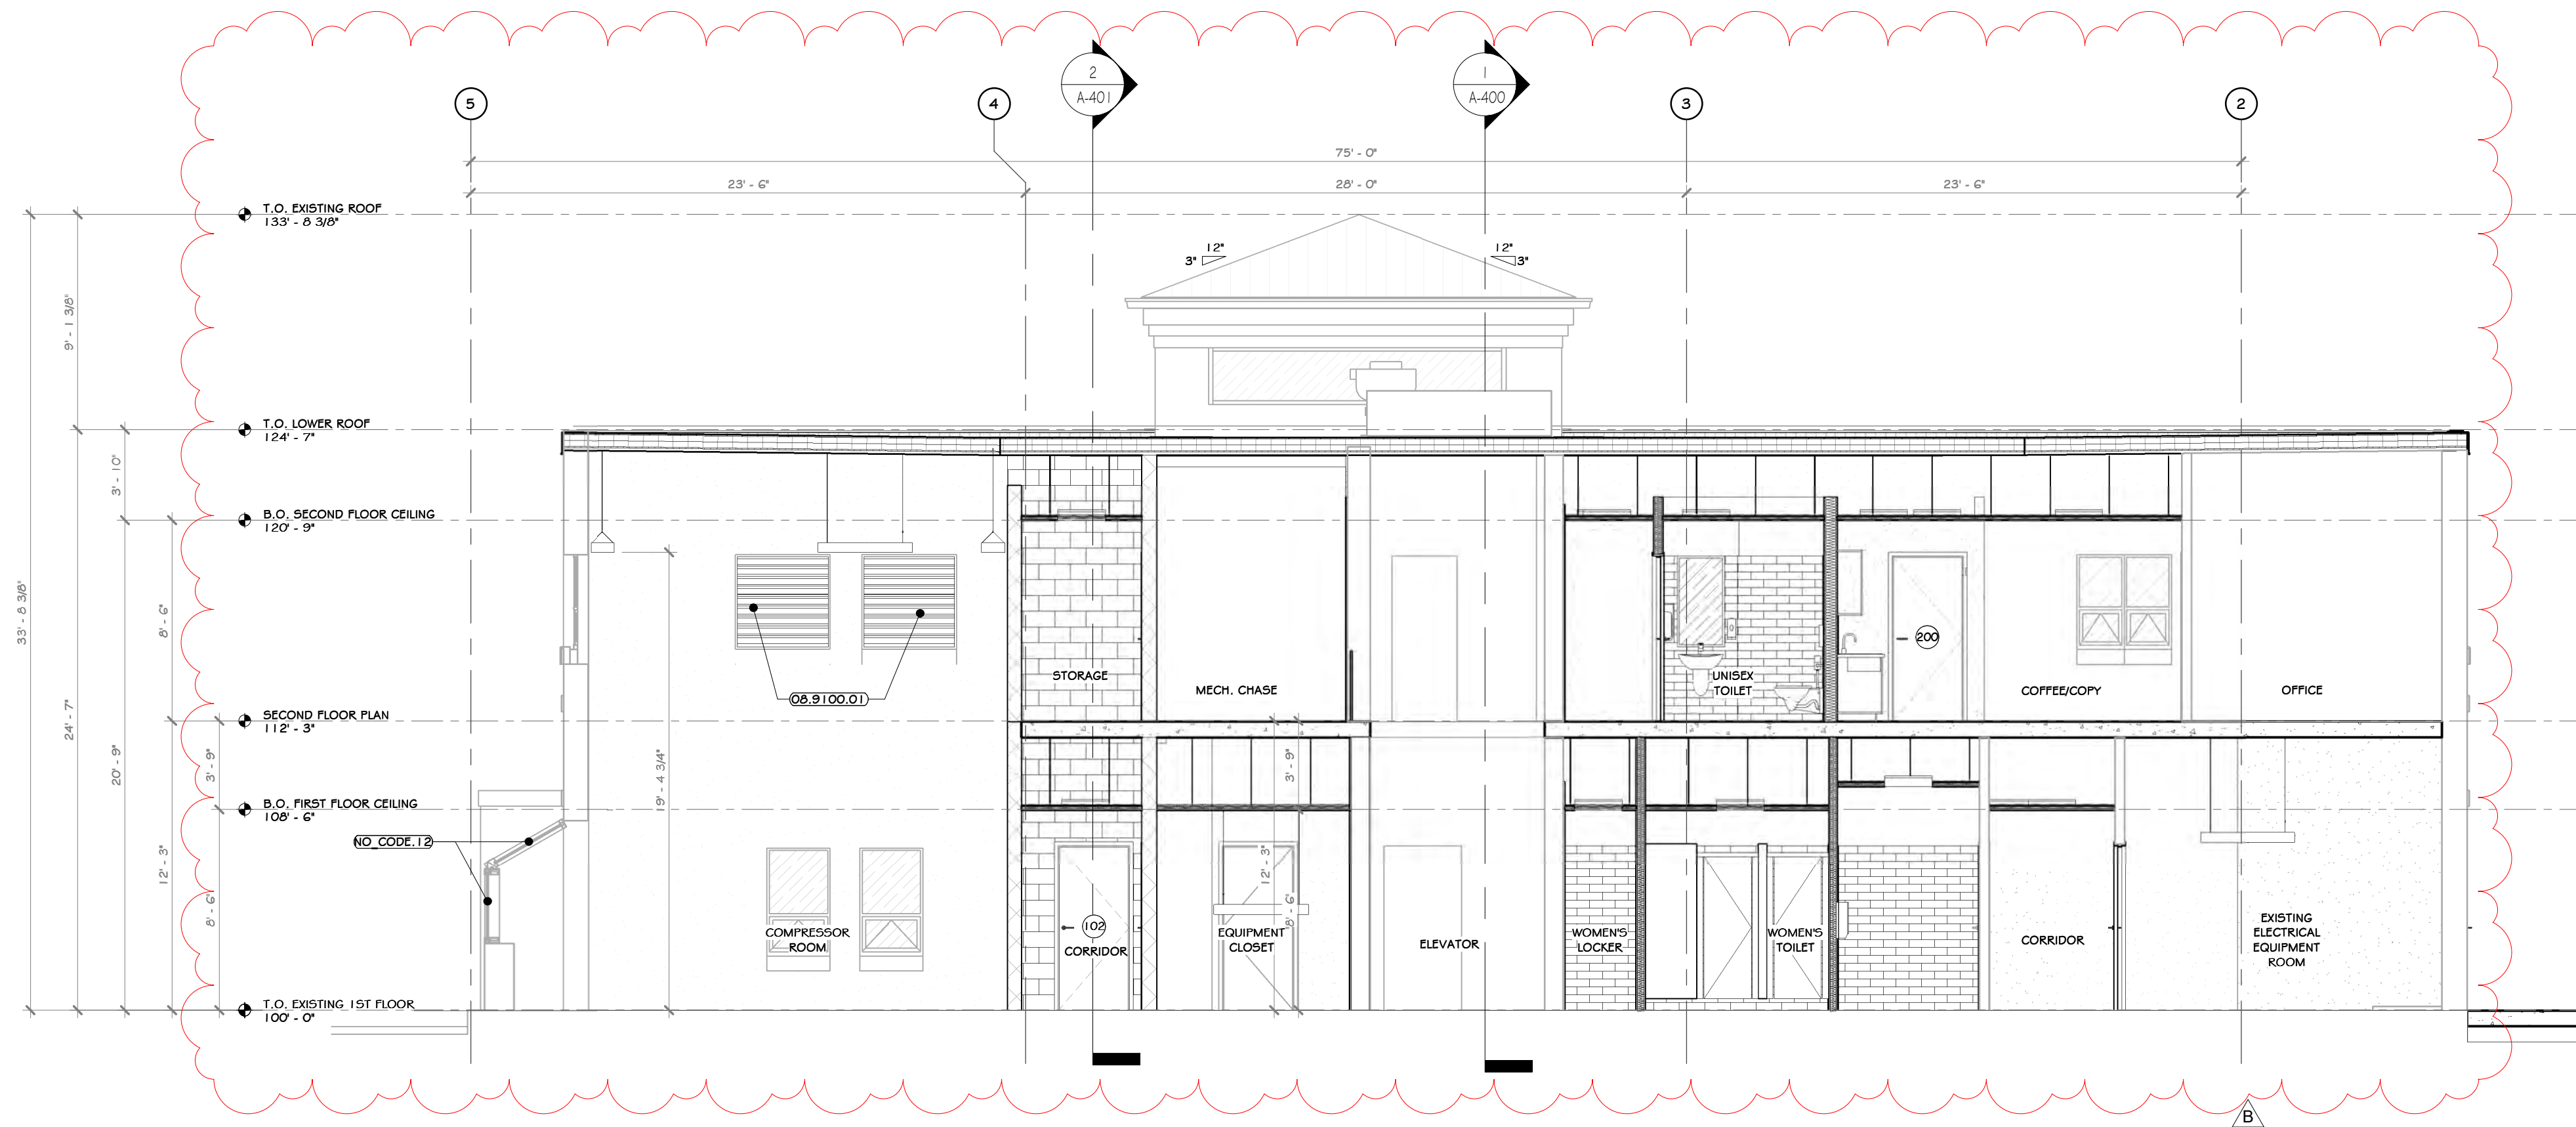 2
A-401
1
A-400
5
4
3
2
75' - 0"
23' - 6"
28' - 0"
23' - 6"
T.O. EXISTING ROOF
133' - 8 3/8"
12"
3"
12"
3"
9' - 1 3/8"
T.O. LOWER ROOF
124' - 7"
3' - 10"
B.O. SECOND FLOOR CEILING
120' - 9"
33' - 8 3/8"
8' - 6"
08.9100.01
STORAGE
MECH. CHASE
UNISEX
TOILET
200
COFFEE/COPY
OFFICE
SECOND FLOOR PLAN
112' - 3"
24' - 7"
20' - 9"
3' - 9"
19' - 4 3/4"
3' - 9"
B.O. FIRST FLOOR CEILING
108' - 6"
NO_CODE.12
12' - 3"
8' - 6"
12' - 3"
8' - 6"
COMPRESSOR
ROOM
102
CORRIDOR
EQUIPMENT
CLOSET
ELEVATOR
WOMEN'S
LOCKER
WOMEN'S
TOILET
CORRIDOR
EXISTING
ELECTRICAL
EQUIPMENT
ROOM
T.O. EXISTING 1ST FLOOR
100' - 0"
B